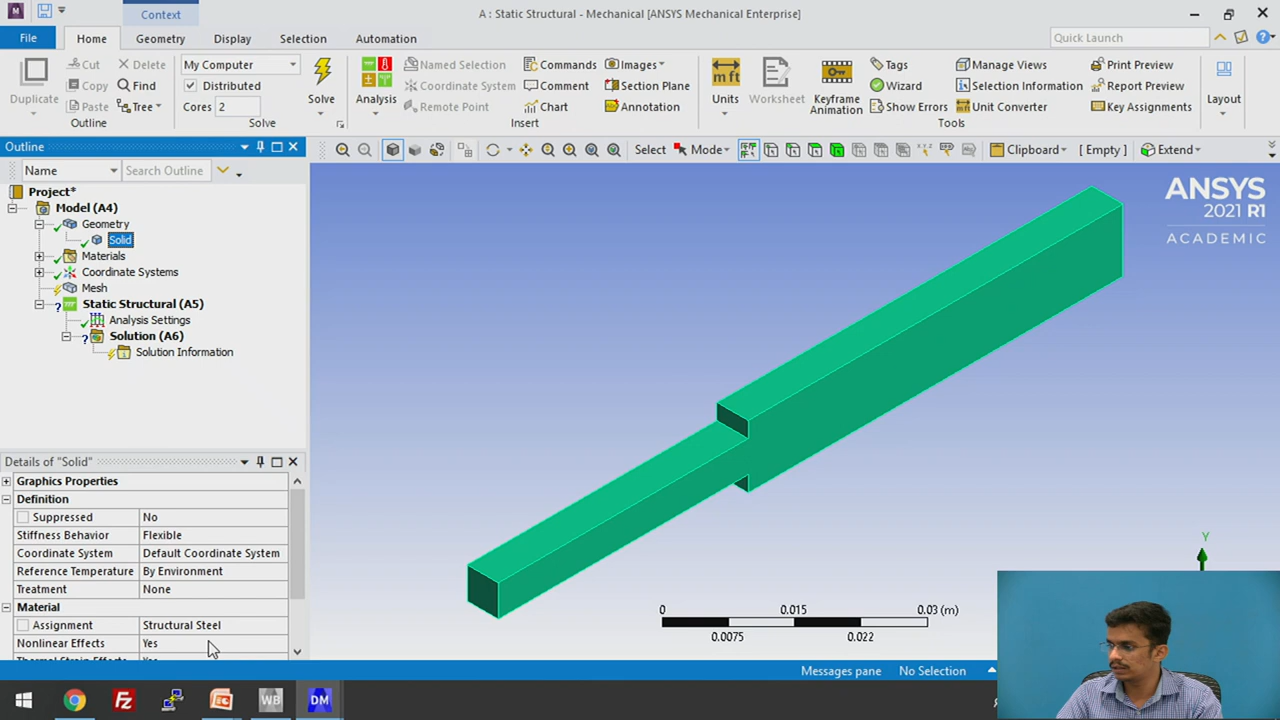 M
Context
A : Static Structural - Mechanical [ANSYS Mechanical Enterprise]
File Home Geometry Display Selection Automation Quick Launch
Duplicate
Cut Delete
Copy Find
Paste Tree
Outline
My Computer
Distributed
Cores 2
Solve
Solve
Analysis
Named Selection Commands Images
Coordinate System Comment Section Plane
Remote Point Chart Annotation
Insert
Units Worksheet Keyframe Animation
Tags
Wizard
Show Errors
Manage Views Print Preview
Selection Information Report Preview
Unit Converter Key Assignments
Tools
Layout
Outline
Select Mode Clipboard [ Empty ] Extend
Name Search Outline
Project*
Model (A4)
Geometry
Solid
Materials
Coordinate Systems
Mesh
Static Structural (A5)
Analysis Settings
Solution (A6)
Solution Information
ANSYS
2021 R1
ACADEMIC
Details of "Solid"
Graphics Properties
Definition
Suppressed No
Stiffness Behavior Flexible
Coordinate System Default Coordinate System
Reference Temperature By Environment
Treatment None
Material
Assignment Structural Steel
Nonlinear Effects Yes
Y
0 0.015 0.03 (m)
0.0075 0.022
Messages pane No Selection
WB DM